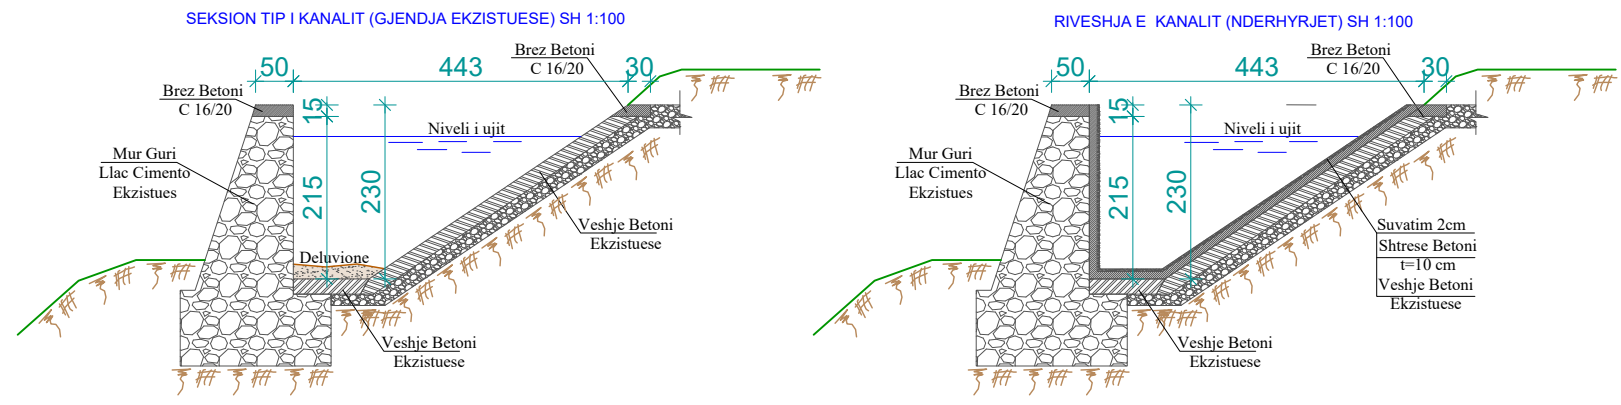 SEKSION TIP I KANALIT (GJENDJA EKZISTUESE) SH 1:100
50
443
30
Brez Betoni
C 16/20
Brez Betoni
C 16/20
15
Niveli i ujit
Mur Guri
Llac Cimento
Ekzistues
215
230
Veshje Betoni
Ekzistuese
Deluvione
Veshje Betoni
Ekzistuese
RIVESHJA E KANALIT (NDERHYRJET) SH 1:100
50
443
30
Brez Betoni
C 16/20
Brez Betoni
C 16/20
15
Niveli i ujit
Mur Guri
Llac Cimento
Ekzistues
215
230
Suvatim 2cm
Shtrese Betoni
t=10 cm
Veshje Betoni
Ekzistuese
Veshje Betoni
Ekzistuese